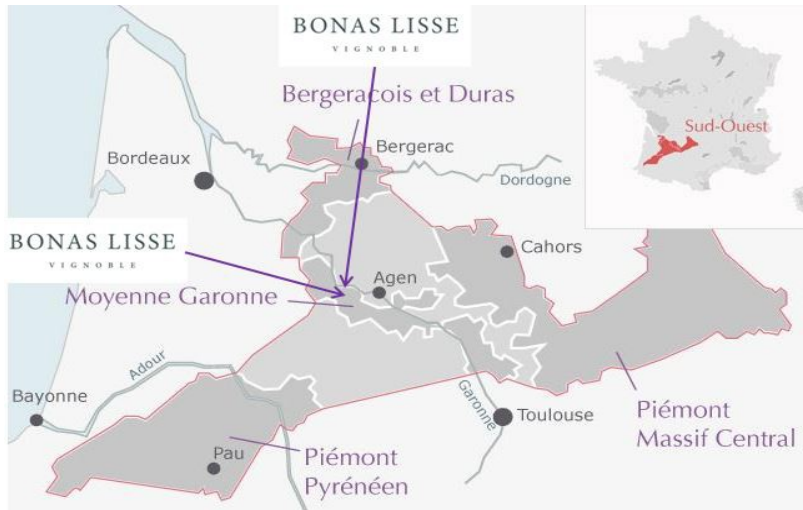 BONAS LISSE
VIGNOBLE
Bergeracois et Duras
Sud-Ouest
Bordeaux
Bergerac
Dordogne
BONAS LISSE
VIGNOBLE
Cahors
Agen
Moyenne Garonne
Adour
Bayonne
Garonne
Toulouse
Piémont
Massif Central
Pau
Piémont
Pyrénéen